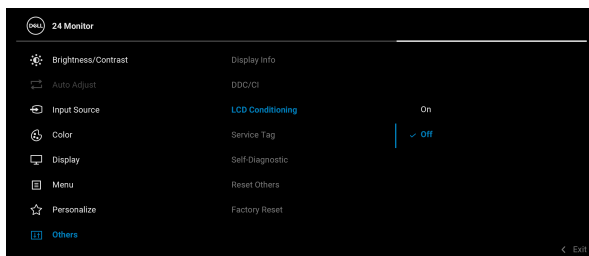 DELL 24 Monitor
Brightness/Contrast Display Info
Auto Adjust DDC/CI
Input Source LCD Conditioning On
Color Service Tag Off
Display Self-Diagnostic
Menu Reset Others
Personalize Factory Reset
Others
Exit